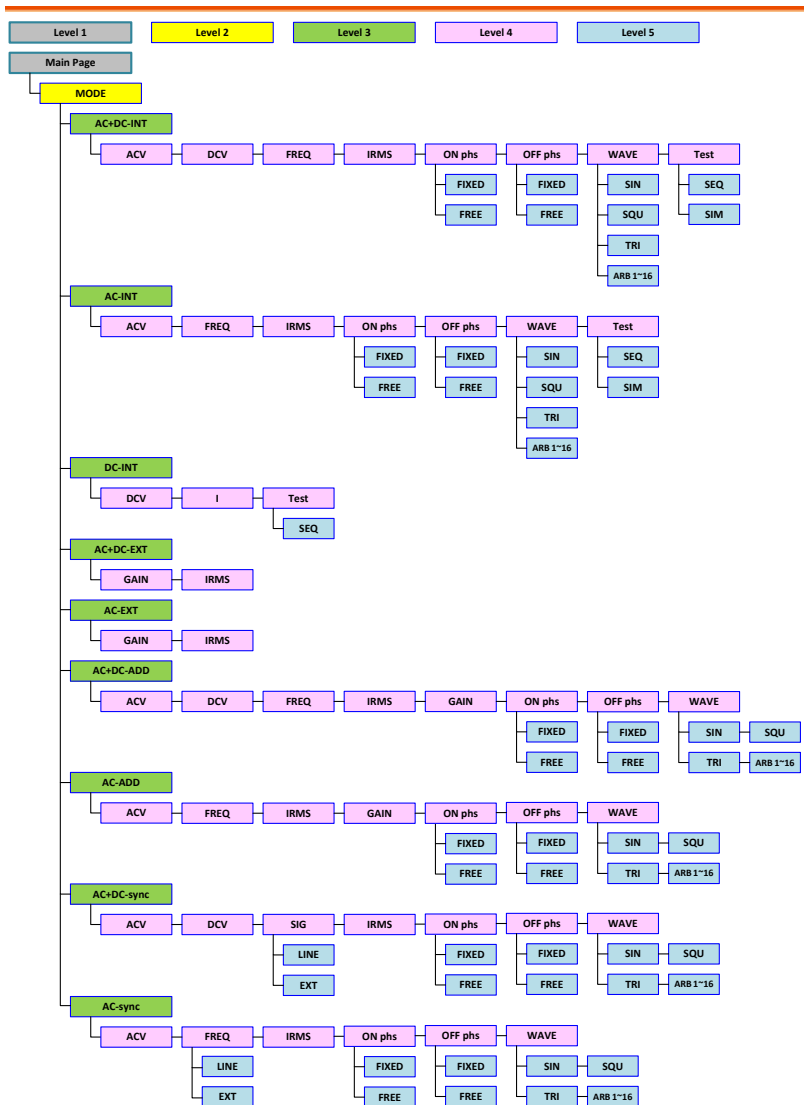 Level 1 Level 2 Level 3 Level 4 Level 5
Main Page
MODE
AC+DC-INT
ACV DCV FREQ IRMS ON phs OFF phs WAVE Test
FIXED FIXED SIN SEQ
FREE FREE SQU SIM
TRI
ARB 1~16
AC-INT
ACV FREQ IRMS ON phs OFF phs WAVE Test
FIXED FIXED SIN SEQ
FREE FREE SQU SIM
TRI
ARB 1~16
DC-INT
DCV I Test
SEQ
AC+DC-EXT
GAIN IRMS
AC-EXT
GAIN IRMS
AC+DC-ADD
ACV DCV FREQ IRMS GAIN ON phs OFF phs WAVE
FIXED FIXED SIN SQU
FREE FREE TRI ARB 1~16
AC-ADD
ACV FREQ IRMS GAIN ON phs OFF phs WAVE
FIXED FIXED SIN SQU
FREE FREE TRI ARB 1~16
AC+DC-sync
ACV DCV SIG IRMS ON phs OFF phs WAVE
LINE FIXED FIXED SIN SQU
EXT FREE FREE TRI ARB 1~16
AC-sync
ACV FREQ IRMS ON phs OFF phs WAVE
LINE FIXED FIXED SIN SQU
EXT FREE FREE TRI ARB 1~16